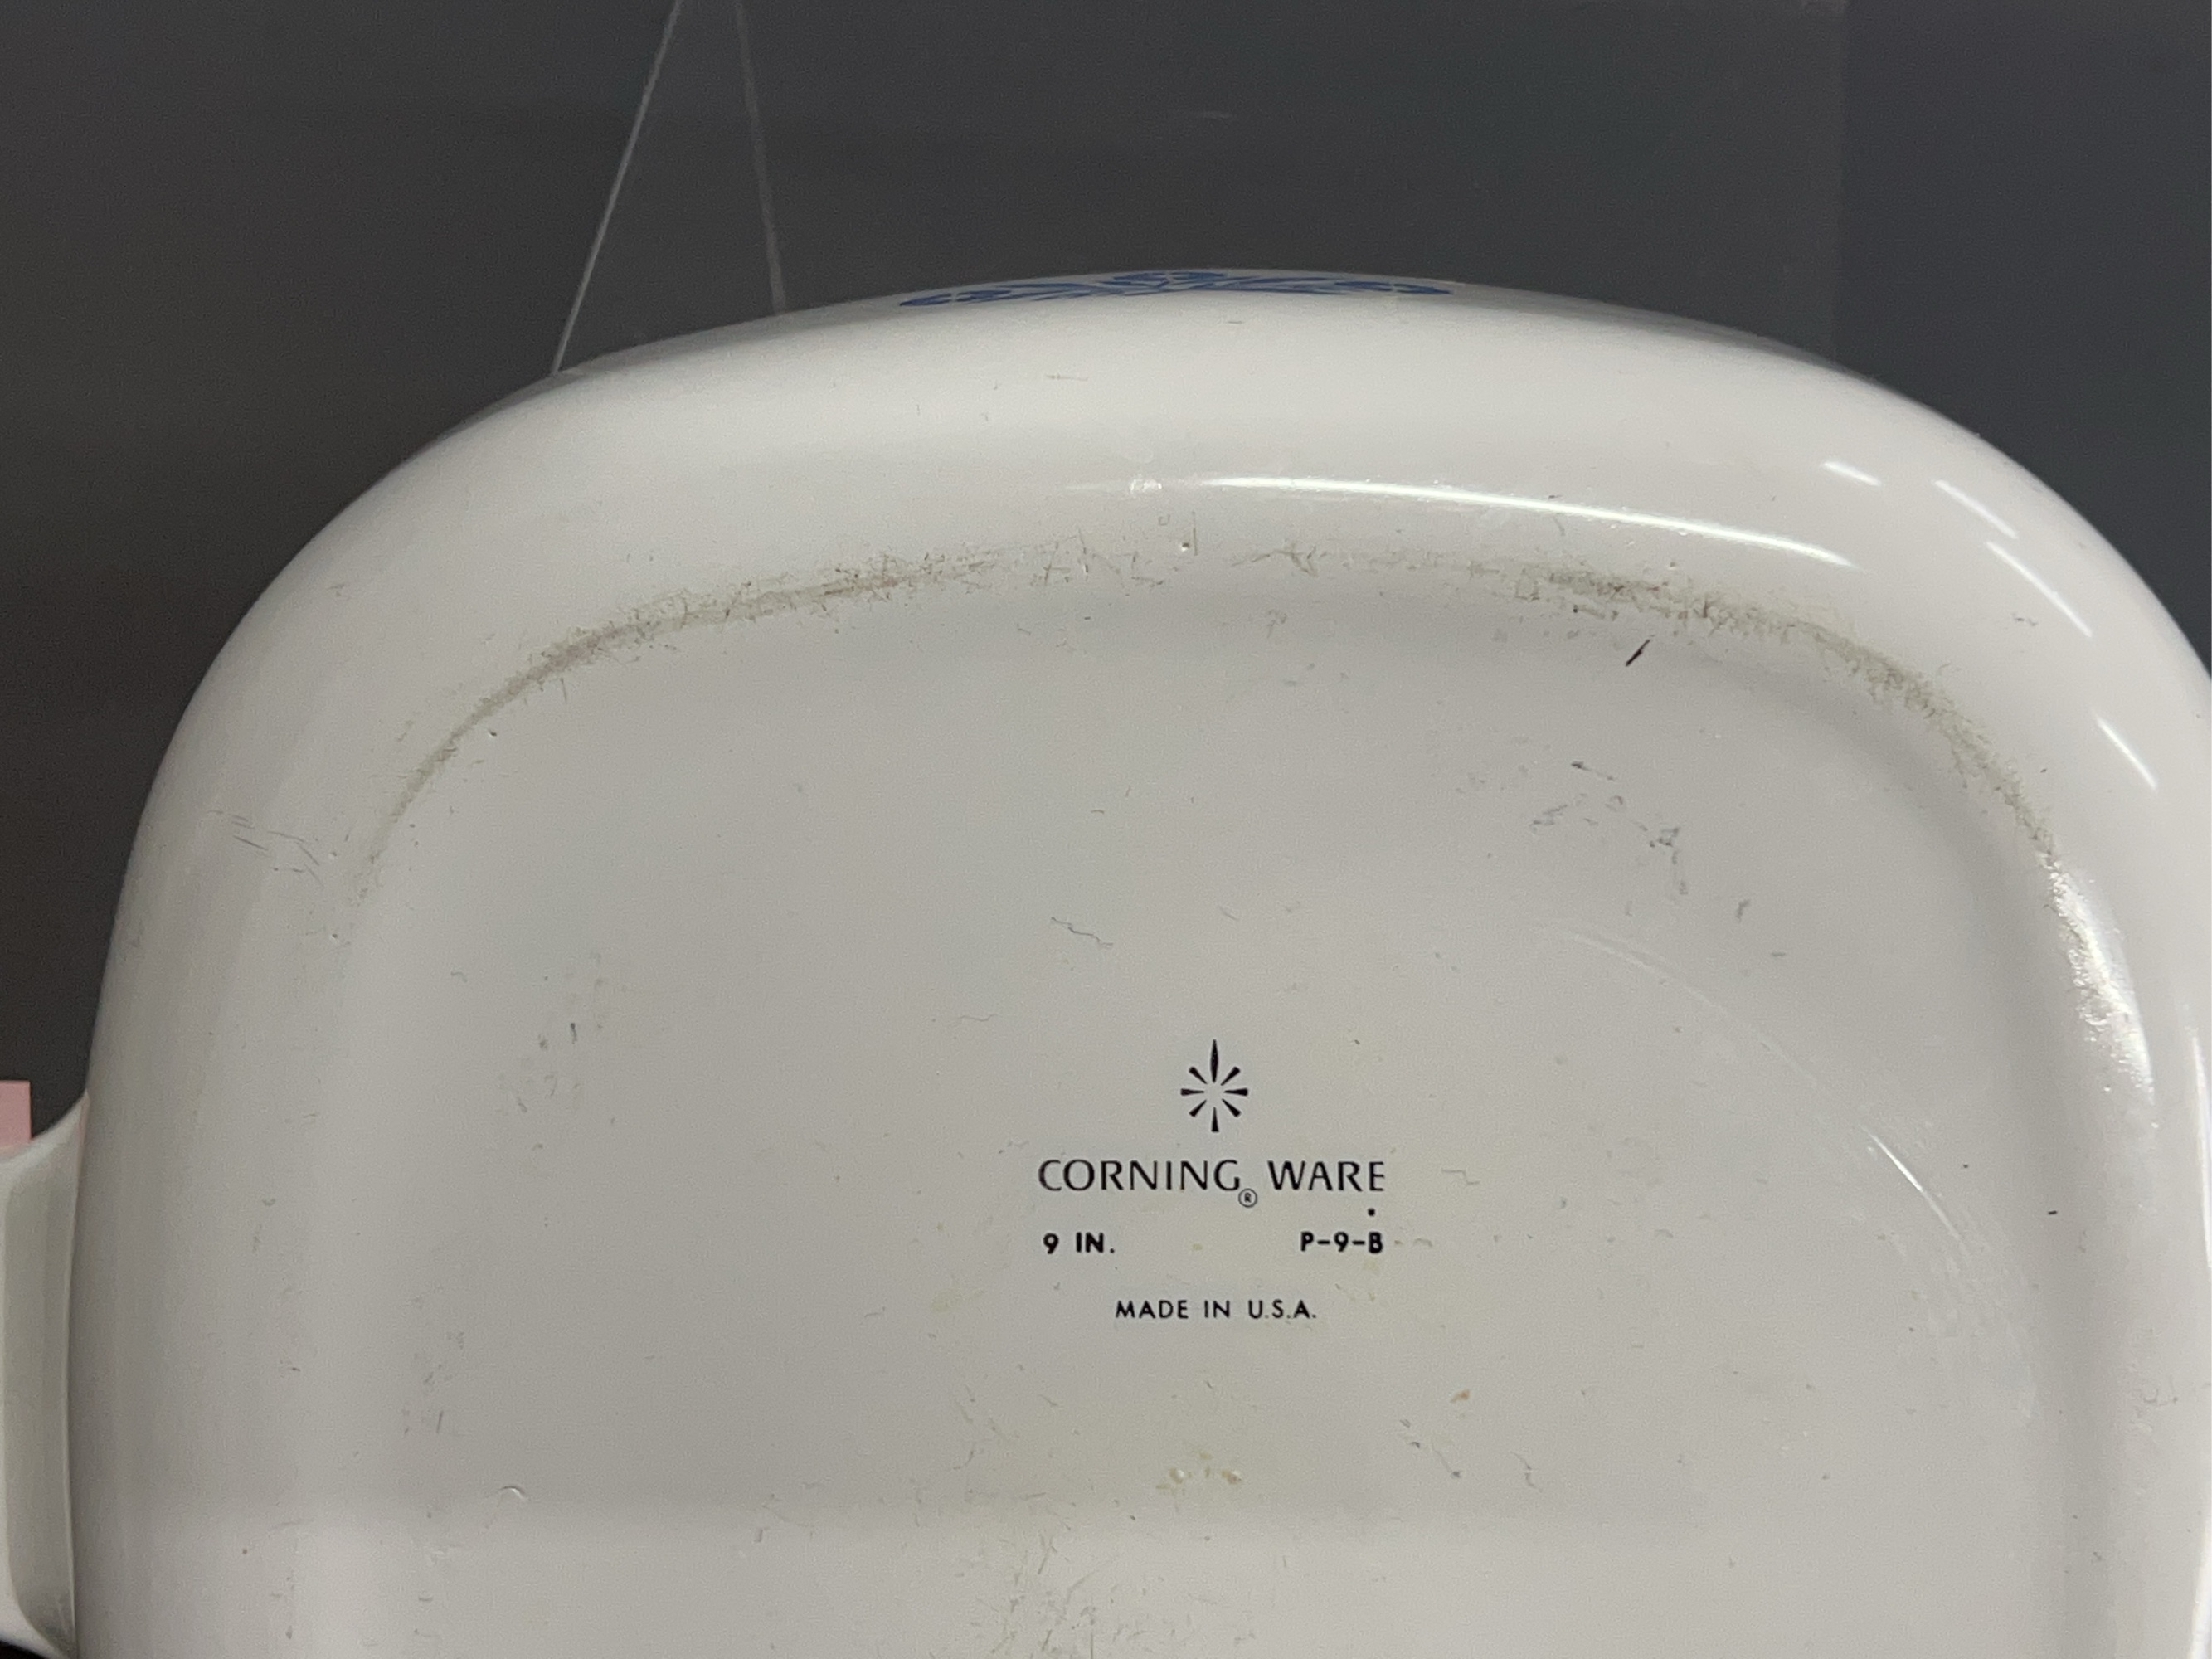 CORNING® WARE
9 IN. P-9-B
MADE IN U.S.A.